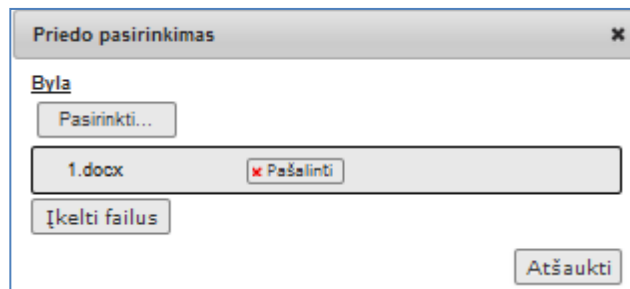 Priedo pasirinkimas
Byla
Pasirinkti...
1.docx Pašalinti
Įkelti failus
Atšaukti